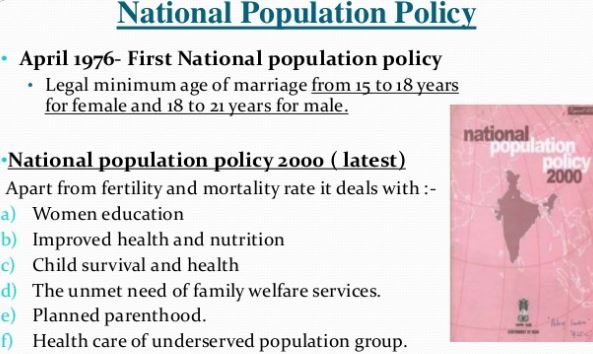 National Population Policy
• April 1976- First National population policy
• Legal minimum age of marriage from 15 to 18 years
for female and 18 to 21 years for male.
•National population policy 2000 ( latest)
Apart from fertility and mortality rate it deals with :-
a) Women education
b) Improved health and nutrition
c) Child survival and health
d) The unmet need of family welfare services.
e) Planned parenthood.
f) Health care of underserved population group.
national
population
policy
2000